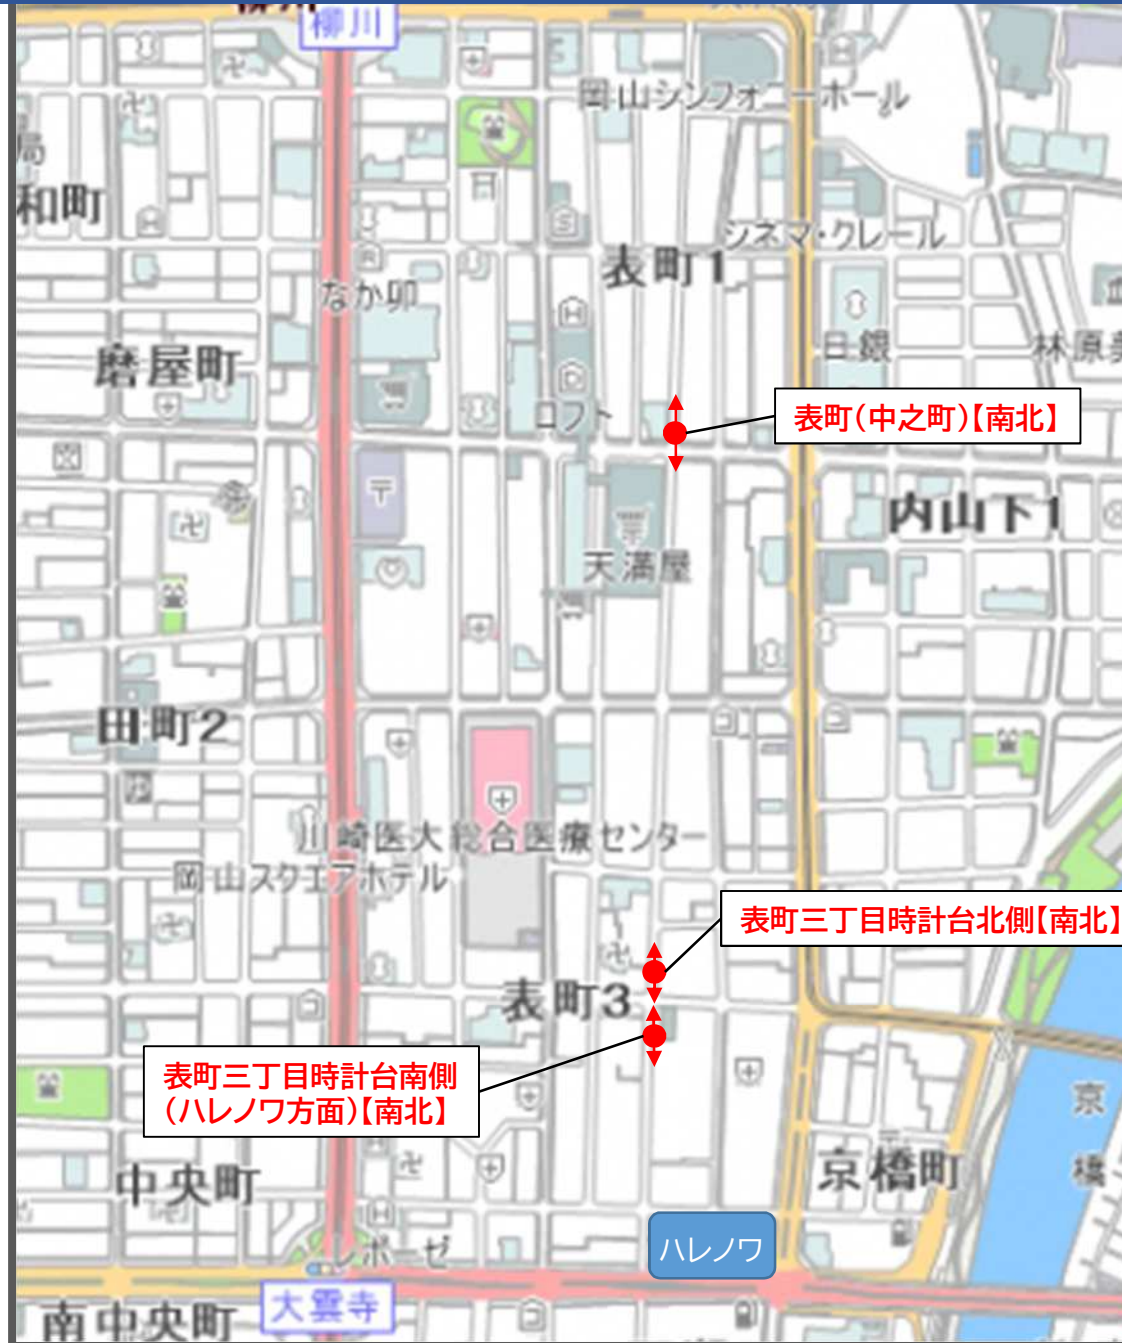 柳川
岡山シンフォニーホール
局
和町
シネマ・クレール
表町1
なか卯
日銀
林原美
磨屋町
ロフト
表町(中之町)【南北】
内山下1
天満屋
田町2
川崎医大総合医療センター
岡山スクエアホテル
表町三丁目時計台北側【南北】
表町3
表町三丁目時計台南側
(ハレノワ方面)【南北】
京
橋
中央町
京橋町
ハレノワ
レポーゼ
大雲寺
南中央町